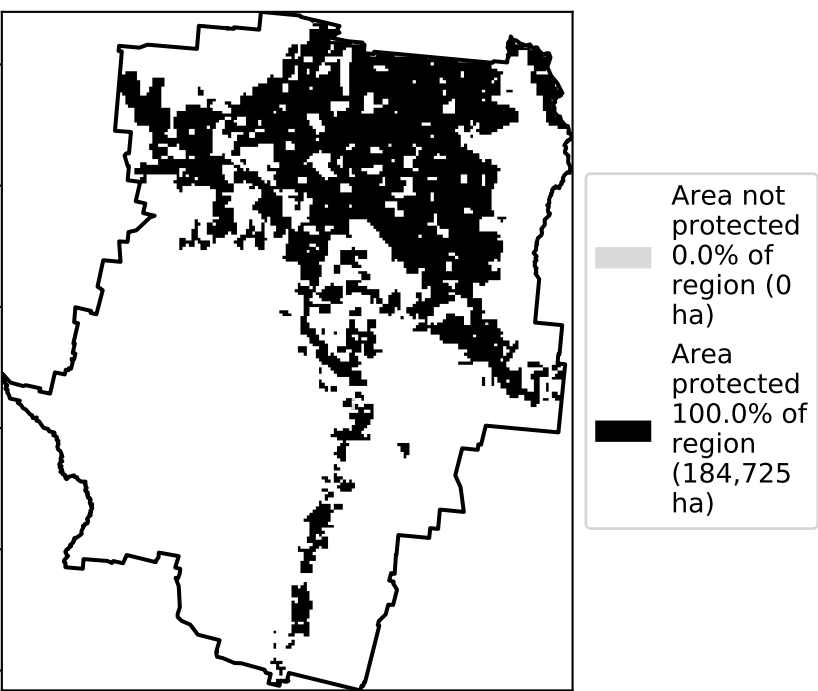 Area not
protected
0.0% of
region (0
ha)
Area
protected
100.0% of
region
(184,725
ha)